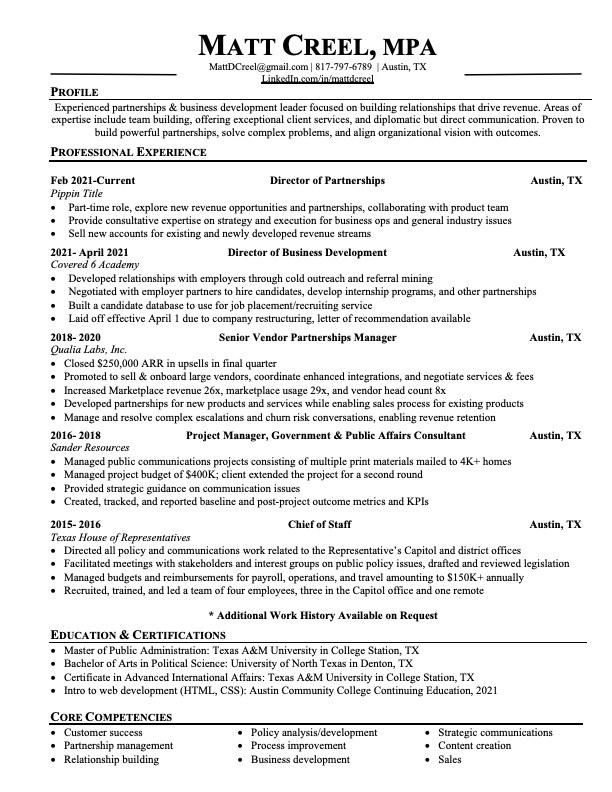 MATT CREEL, MPA
MattDCreel@gmail.com | 817-797-6789 | Austin, TX
LinkedIn.com/in/mattdcreel
PROFILE
Experienced partnerships & business development leader focused on building relationships that drive revenue. Areas of
expertise include team building, offering exceptional client services, and diplomatic but direct communication. Proven to
build powerful partnerships, solve complex problems, and align organizational vision with outcomes.
PROFESSIONAL EXPERIENCE
Feb 2021-Current Director of Partnerships Austin, TX
Pippin Title
• Part-time role, explore new revenue opportunities and partnerships, collaborating with product team
• Provide consultative expertise on strategy and execution for business ops and general industry issues
• Sell new accounts for existing and newly developed revenue streams
2021- April 2021 Director of Business Development Austin, TX
Covered 6 Academy
• Developed relationships with employers through cold outreach and referral mining
• Negotiated with employer partners to hire candidates, develop internship programs, and other partnerships
• Built a candidate database to use for job placement/recruiting service
• Laid off effective April 1 due to company restructuring, letter of recommendation available
2018- 2020 Senior Vendor Partnerships Manager Austin, TX
Qualia Labs, Inc.
• Closed $250,000 ARR in upsells in final quarter
• Promoted to sell & onboard large vendors, coordinate enhanced integrations, and negotiate services & fees
• Increased Marketplace revenue 26x, marketplace usage 29x, and vendor head count 8x
• Developed partnerships for new products and services while enabling sales process for existing products
• Manage and resolve complex escalations and churn risk conversations, enabling revenue retention
2016- 2018 Project Manager, Government & Public Affairs Consultant Austin, TX
Sander Resources
• Managed public communications projects consisting of multiple print materials mailed to 4K+ homes
• Managed project budget of $400K; client extended the project for a second round
• Provided strategic guidance on communication issues
• Created, tracked, and reported baseline and post-project outcome metrics and KPIs
2015- 2016 Chief of Staff Austin, TX
Texas House of Representatives
• Directed all policy and communications work related to the Representative's Capitol and district offices
• Facilitated meetings with stakeholders and interest groups on public policy issues, drafted and reviewed legislation
• Managed budgets and reimbursements for payroll, operations, and travel amounting to $150K+ annually
• Recruited, trained, and led a team of four employees, three in the Capitol office and one remote
* Additional Work History Available on Request
EDUCATION & CERTIFICATIONS
• Master of Public Administration: Texas A&M University in College Station, TX
• Bachelor of Arts in Political Science: University of North Texas in Denton, TX
• Certificate in Advanced International Affairs: Texas A&M University in College Station, TX
• Intro to web development (HTML, CSS): Austin Community College Continuing Education, 2021
CORE COMPETENCIES
• Customer success • Policy analysis/development • Strategic communications
• Partnership management • Process improvement • Content creation
• Relationship building • Business development • Sales